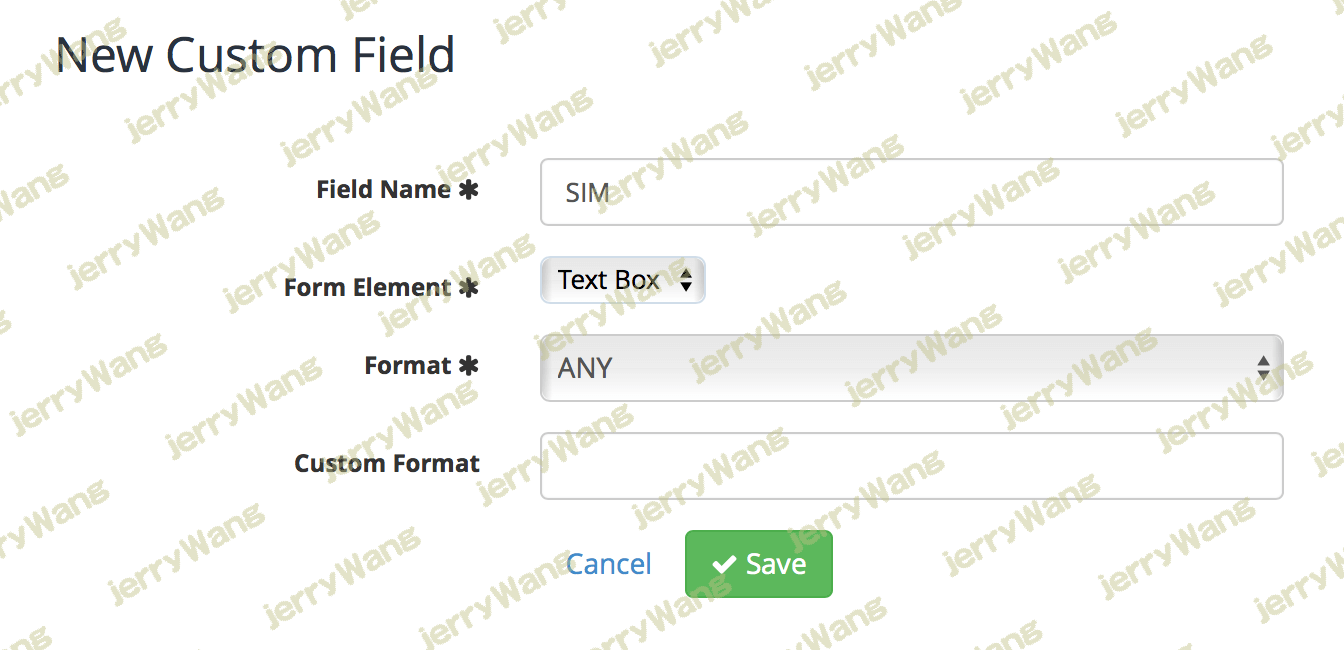 New Custom Field
Field Name ✱ SIM
Form Element ✱ Text Box
Format ✱ ANY
Custom Format
Cancel ✔ Save
jerryWang